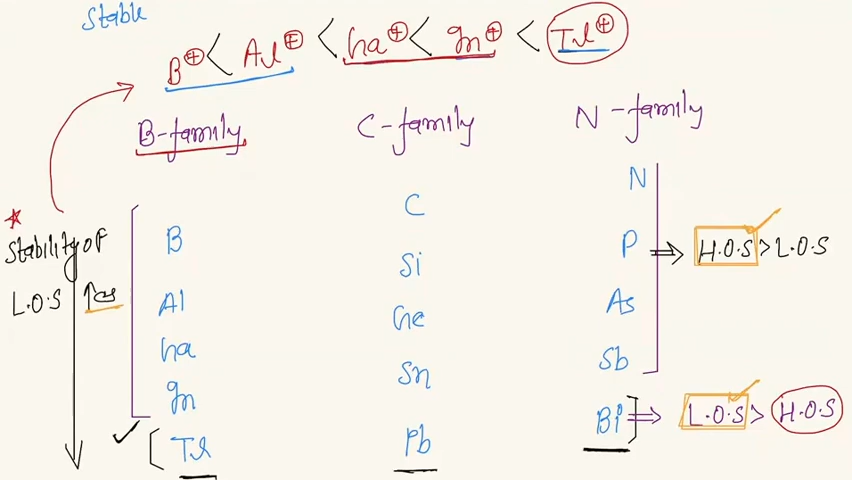 Stable
B⊕ < Al⊕ < Ga⊕ < In⊕ < Tl⊕
B-family C-family N-family
N
C
* Stability of B P ⇒ H.O.S > L.O.S
L.O.S ↑es Si
Al As
Ga Ge
Sb
In Sn
Bi ⇒ L.O.S > H.O.S
✓ Tl Pb